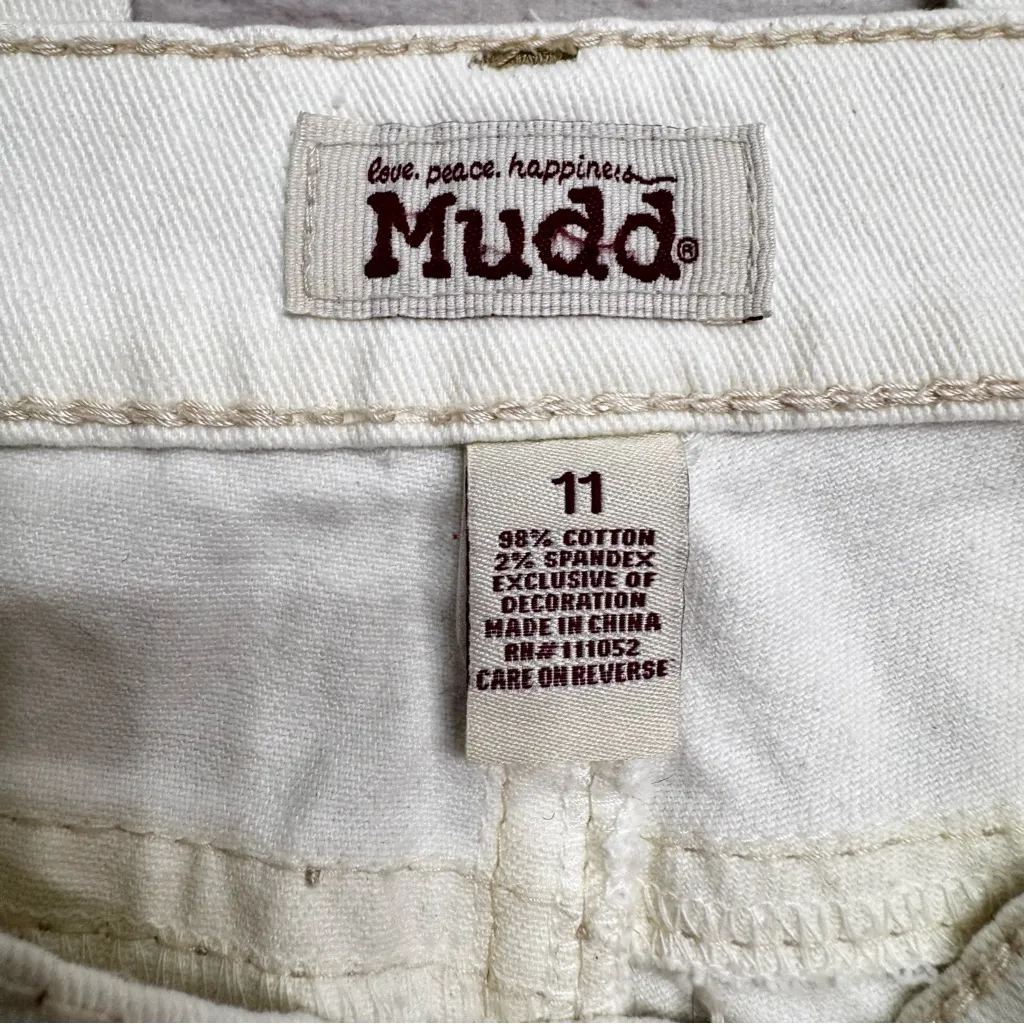 love. peace. happiness
Mudd®
11
98% COTTON
2% SPANDEX
EXCLUSIVE OF
DECORATION
MADE IN CHINA
RN#111052
CARE ON REVERSE